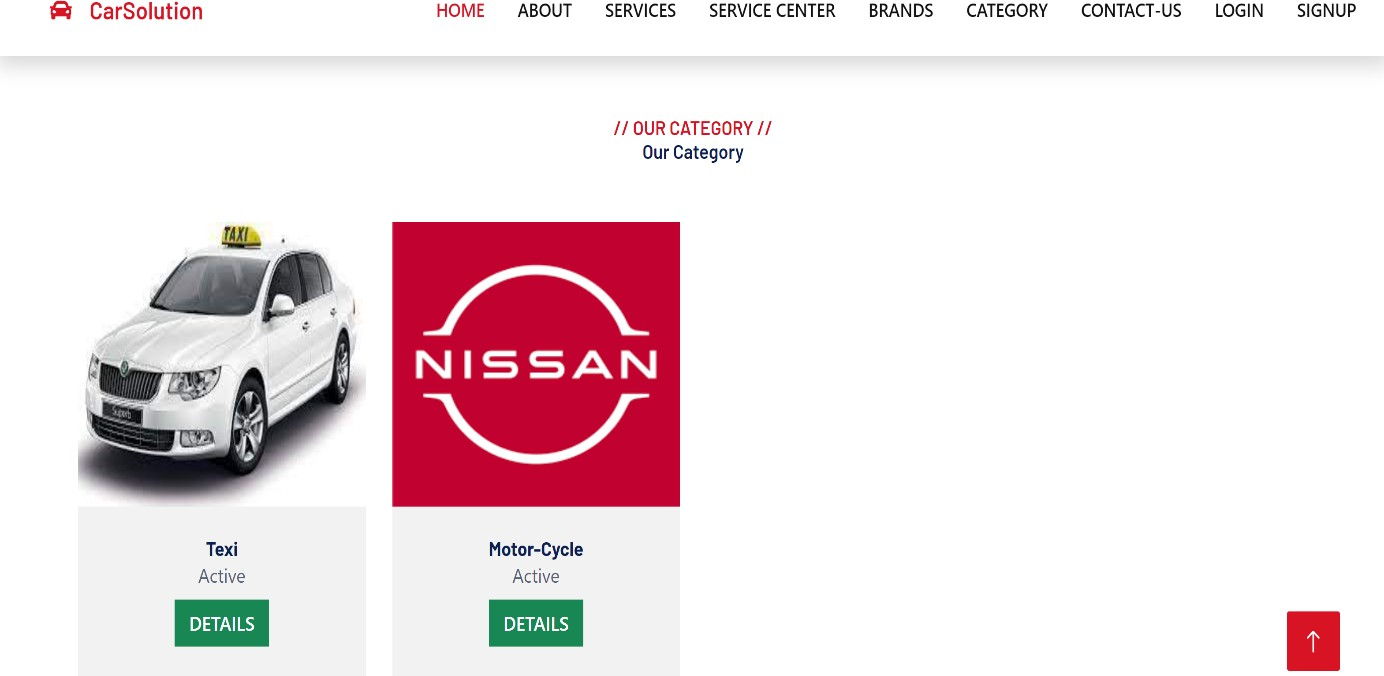 CarSolution
HOME ABOUT SERVICES SERVICE CENTER BRANDS CATEGORY CONTACT-US LOGIN SIGNUP
// OUR CATEGORY //
Our Category
TAXI
Superb
NISSAN
Texi
Active
DETAILS
Motor-Cycle
Active
DETAILS